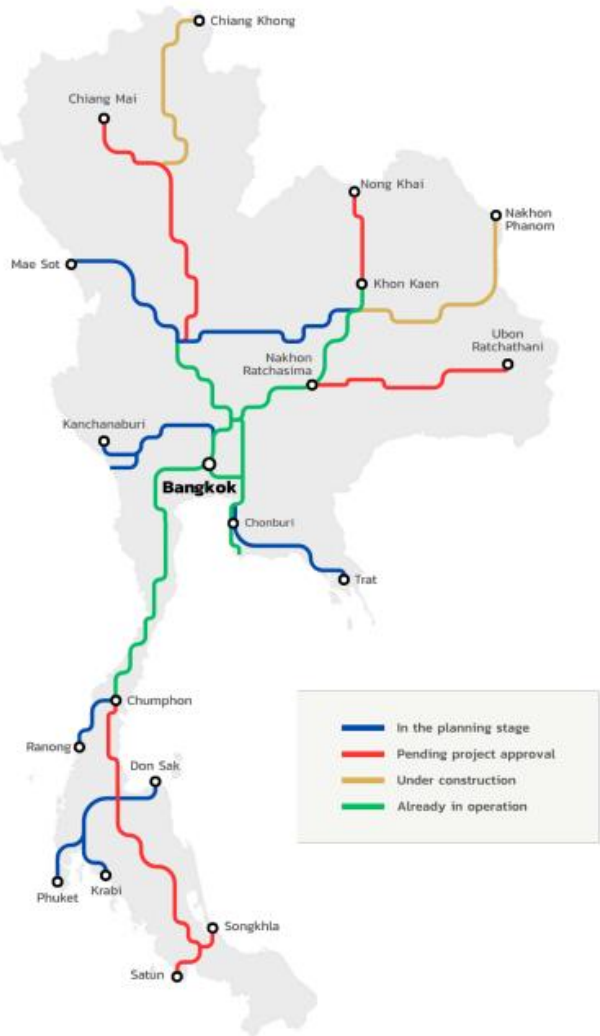 Chiang Khong
Chiang Mai
Nong Khai
Nakhon
Phanom
Mae Sot
Khon Kaen
Ubon
Ratchathani
Nakhon
Ratchasima
Kanchanaburi
Bangkok
Chonburi
Trat
Chumphon
Ranong
Don Sak
Phuket
Krabi
Songkhla
Satun
In the planning stage
Pending project approval
Under construction
Already in operation